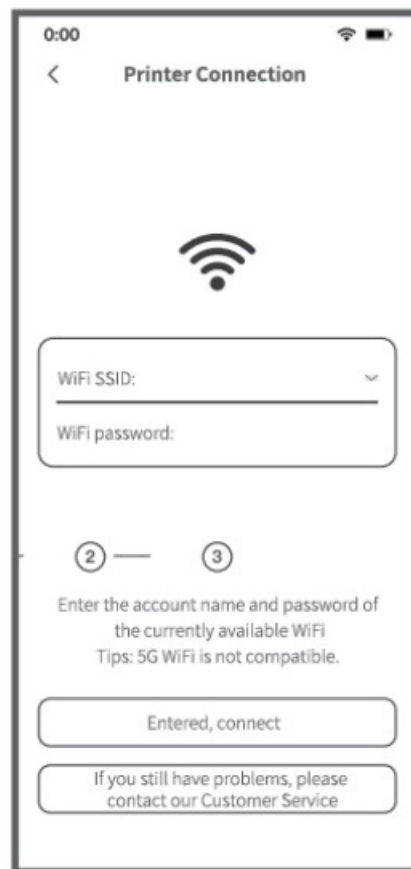 0:00
Printer Connection
WiFi SSID:
WiFi password:
2 3
Enter the account name and password of
the currently available WiFi
Tips: 5G WiFi is not compatible.
Entered, connect
If you still have problems, please
contact our Customer Service